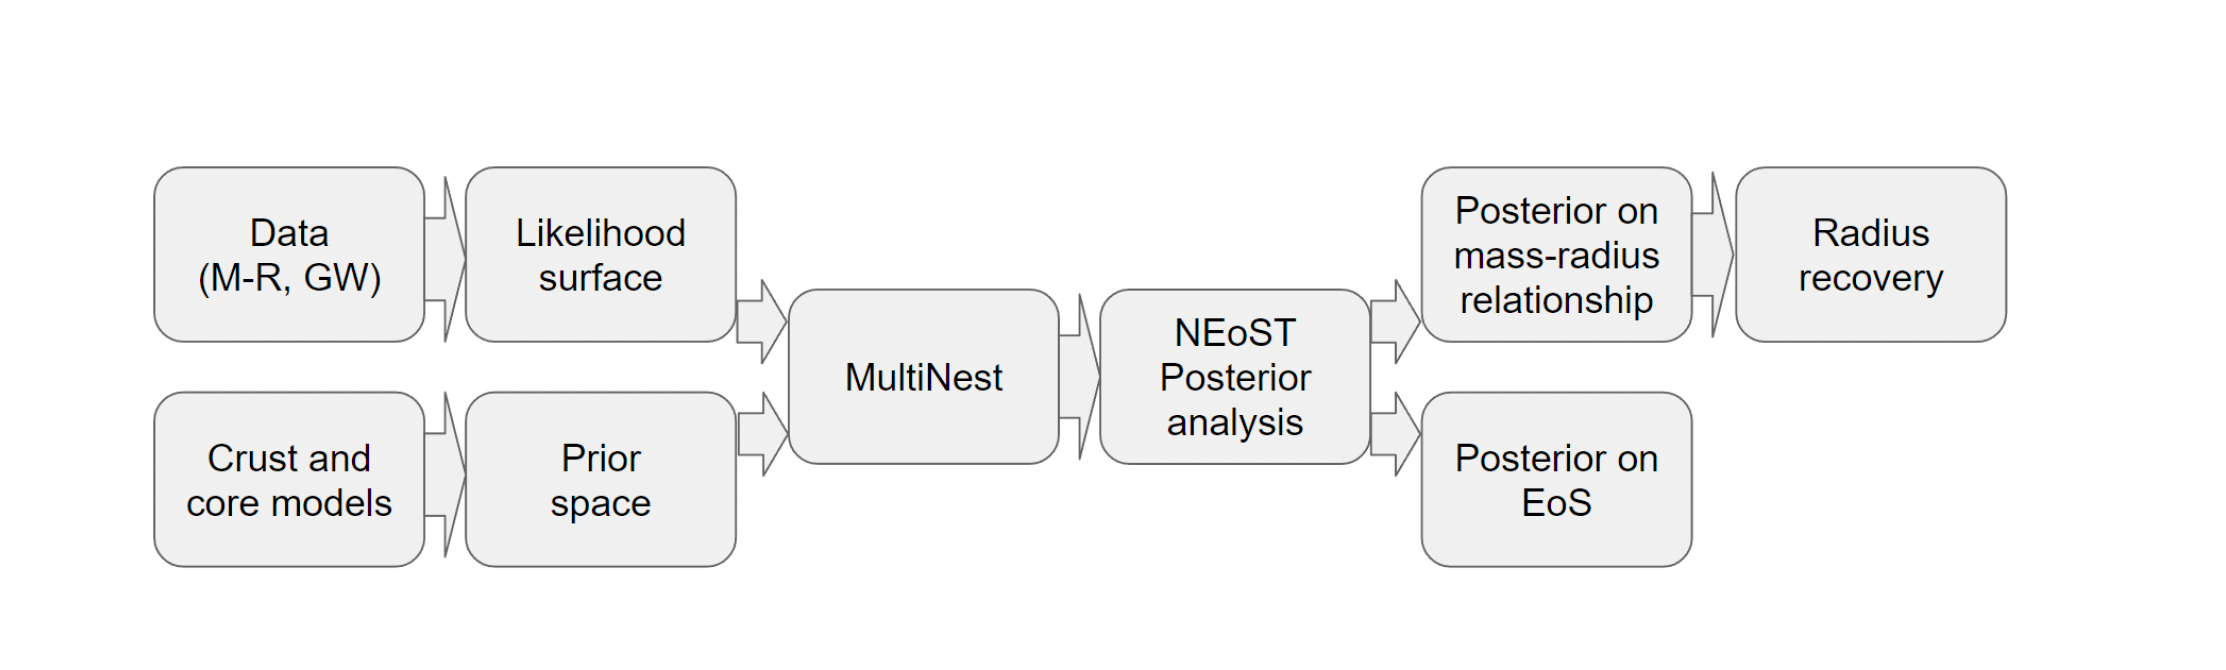 Data
(M-R, GW)
Likelihood
surface
Crust and
core models
Prior
space
MultiNest
NEoST
Posterior
analysis
Posterior on
mass-radius
relationship
Radius
recovery
Posterior on
EoS